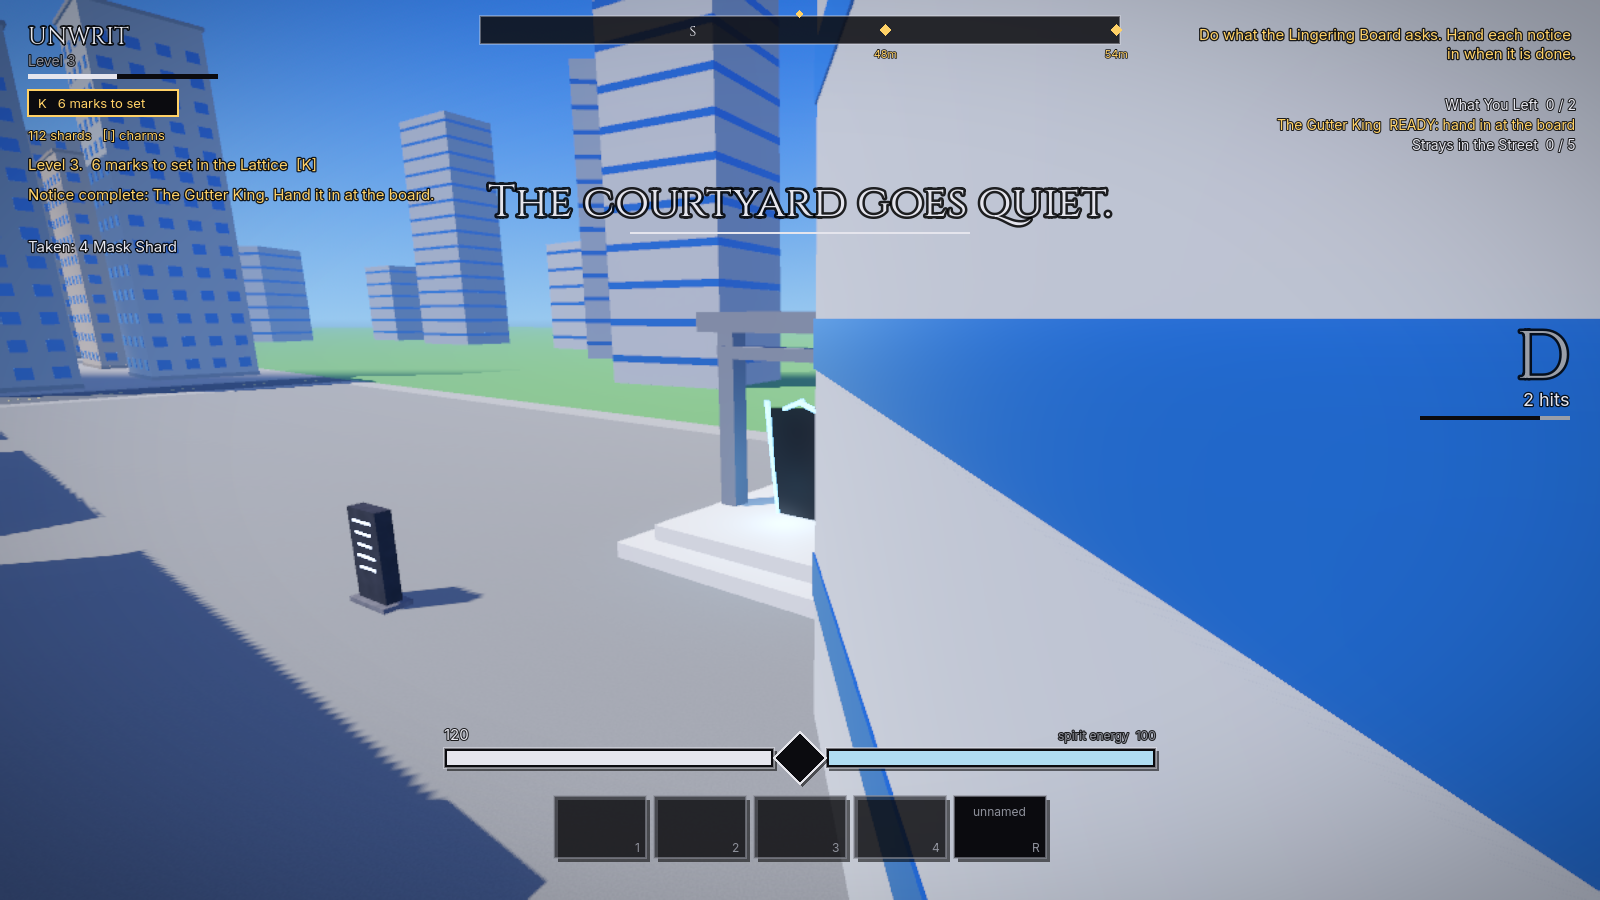 UNWRIT
Level 3
K 6 marks to set
112 shards [I] charms
Level 3. 6 marks to set in the Lattice [K]
Notice complete: The Gutter King. Hand it in at the board.
Taken: 4 Mask Shard
S
48m
54m
Do what the Lingering Board asks. Hand each notice
in when it is done.
What You Left 0 / 2
The Gutter King READY: hand in at the board
Strays in the Street 0 / 5
THE COURTYARD GOES QUIET.
D
2 hits
120
spirit energy 100
1
2
3
4
unnamed
R